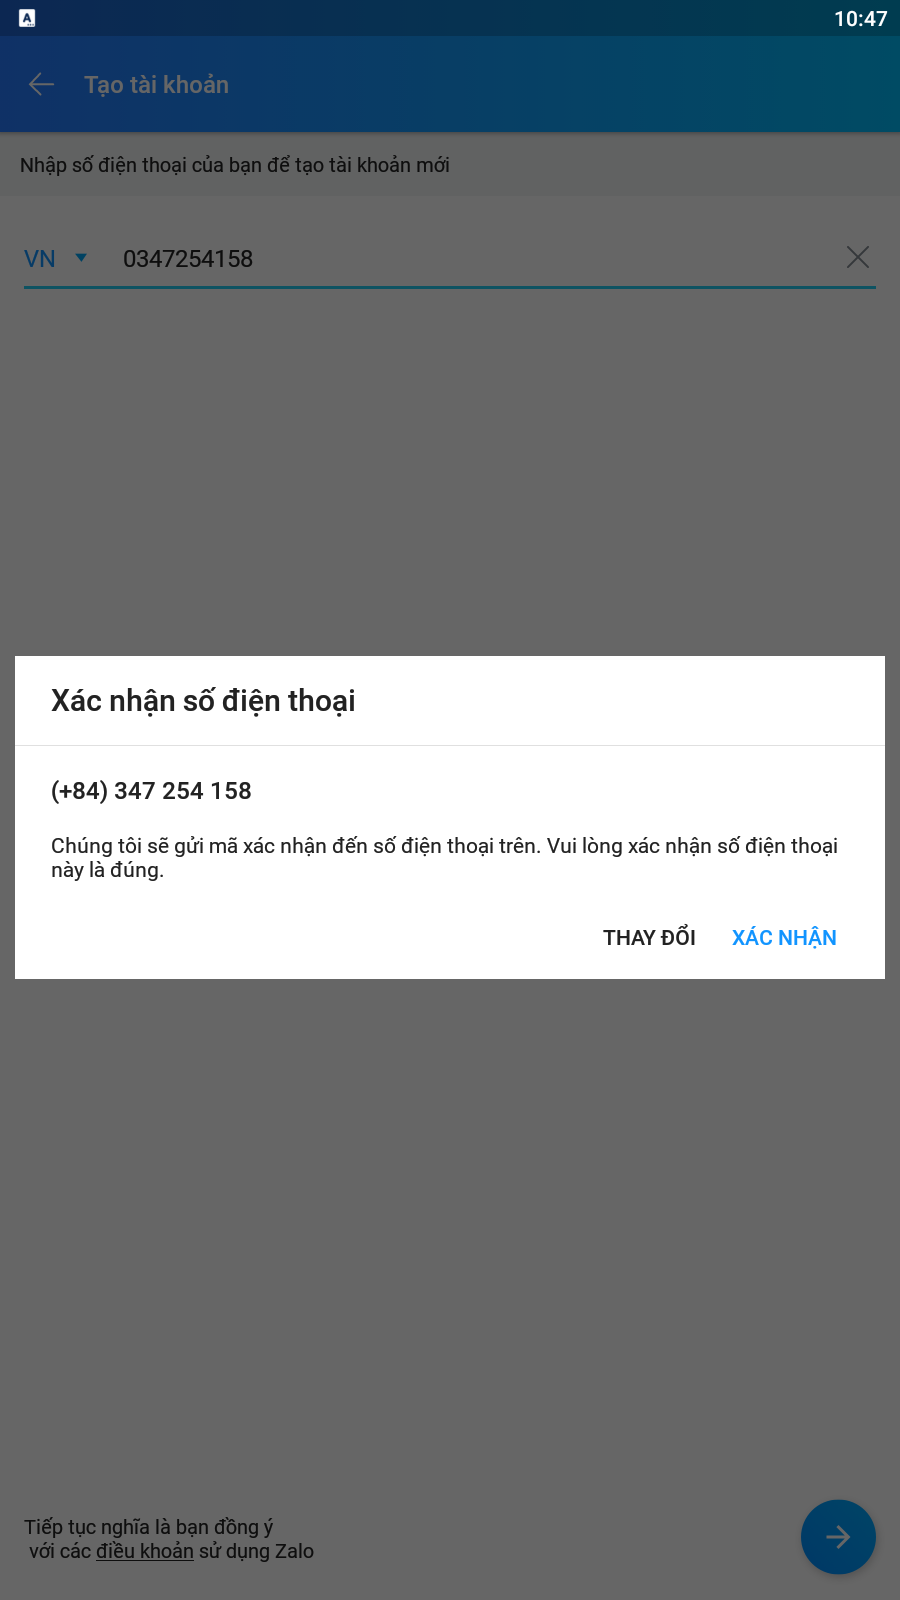 10:47
Tạo tài khoản
Nhập số điện thoại của bạn để tạo tài khoản mới
VN 0347254158
Xác nhận số điện thoại
(+84) 347 254 158
Chúng tôi sẽ gửi mã xác nhận đến số điện thoại trên. Vui lòng xác nhận số điện thoại
này là đúng.
THAY ĐỔI XÁC NHẬN
Tiếp tục nghĩa là bạn đồng ý
với các điều khoản sử dụng Zalo